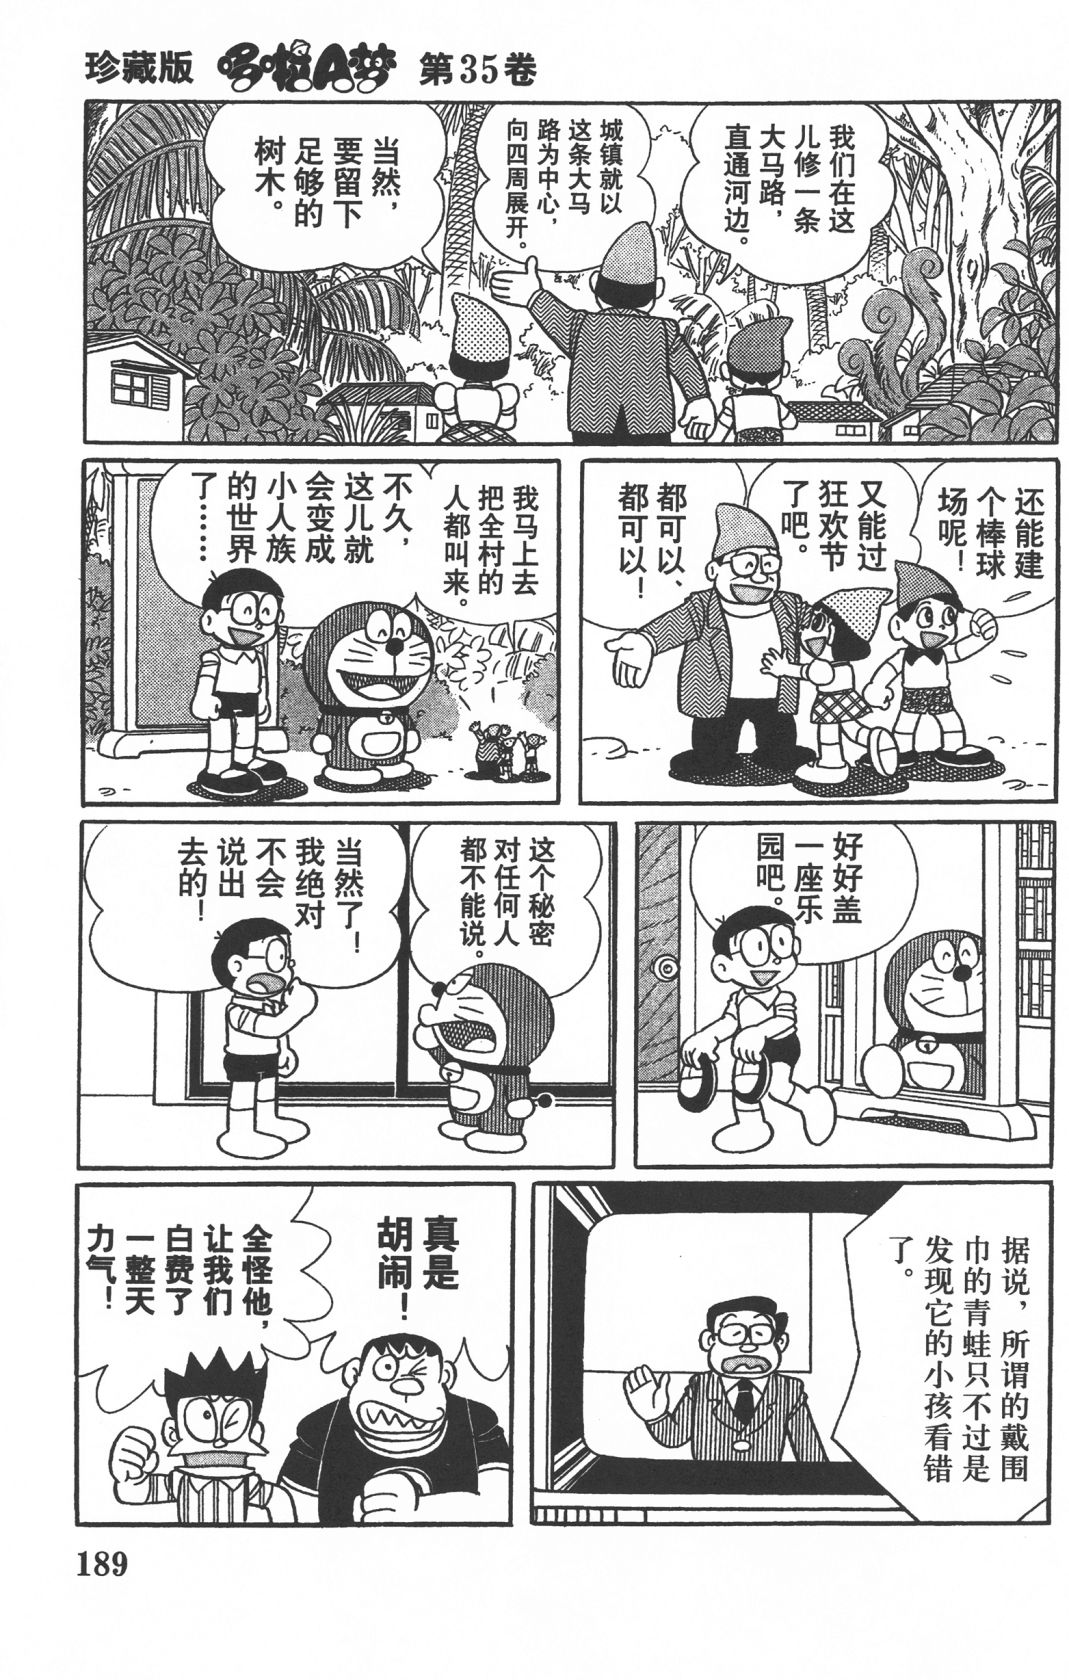 珍藏版 哆啦A梦 第35卷
我们在这
儿修一条
大马路，
直通河边。
城镇就以
这条大马
路为中心，
向四周展开。
当然，
要留下
足够的
树木。
还能建
个棒球
场呢！
又能过
狂欢节
了吧。
都可以、
都可以！
我马上去
把全村的
人都叫来。
不久，
这儿就
会变成
小人族
的世界
了……
好好盖
一座乐
园吧。
这个秘密
对任何人
都不能说。
当然了！
我绝对
不会
说出
去的！
据说，所谓的戴围
巾的青蛙只不过是
发现它的小孩看错
了。
真是
胡闹！
全怪他，
让我们
白费了
一整天
力气！
189